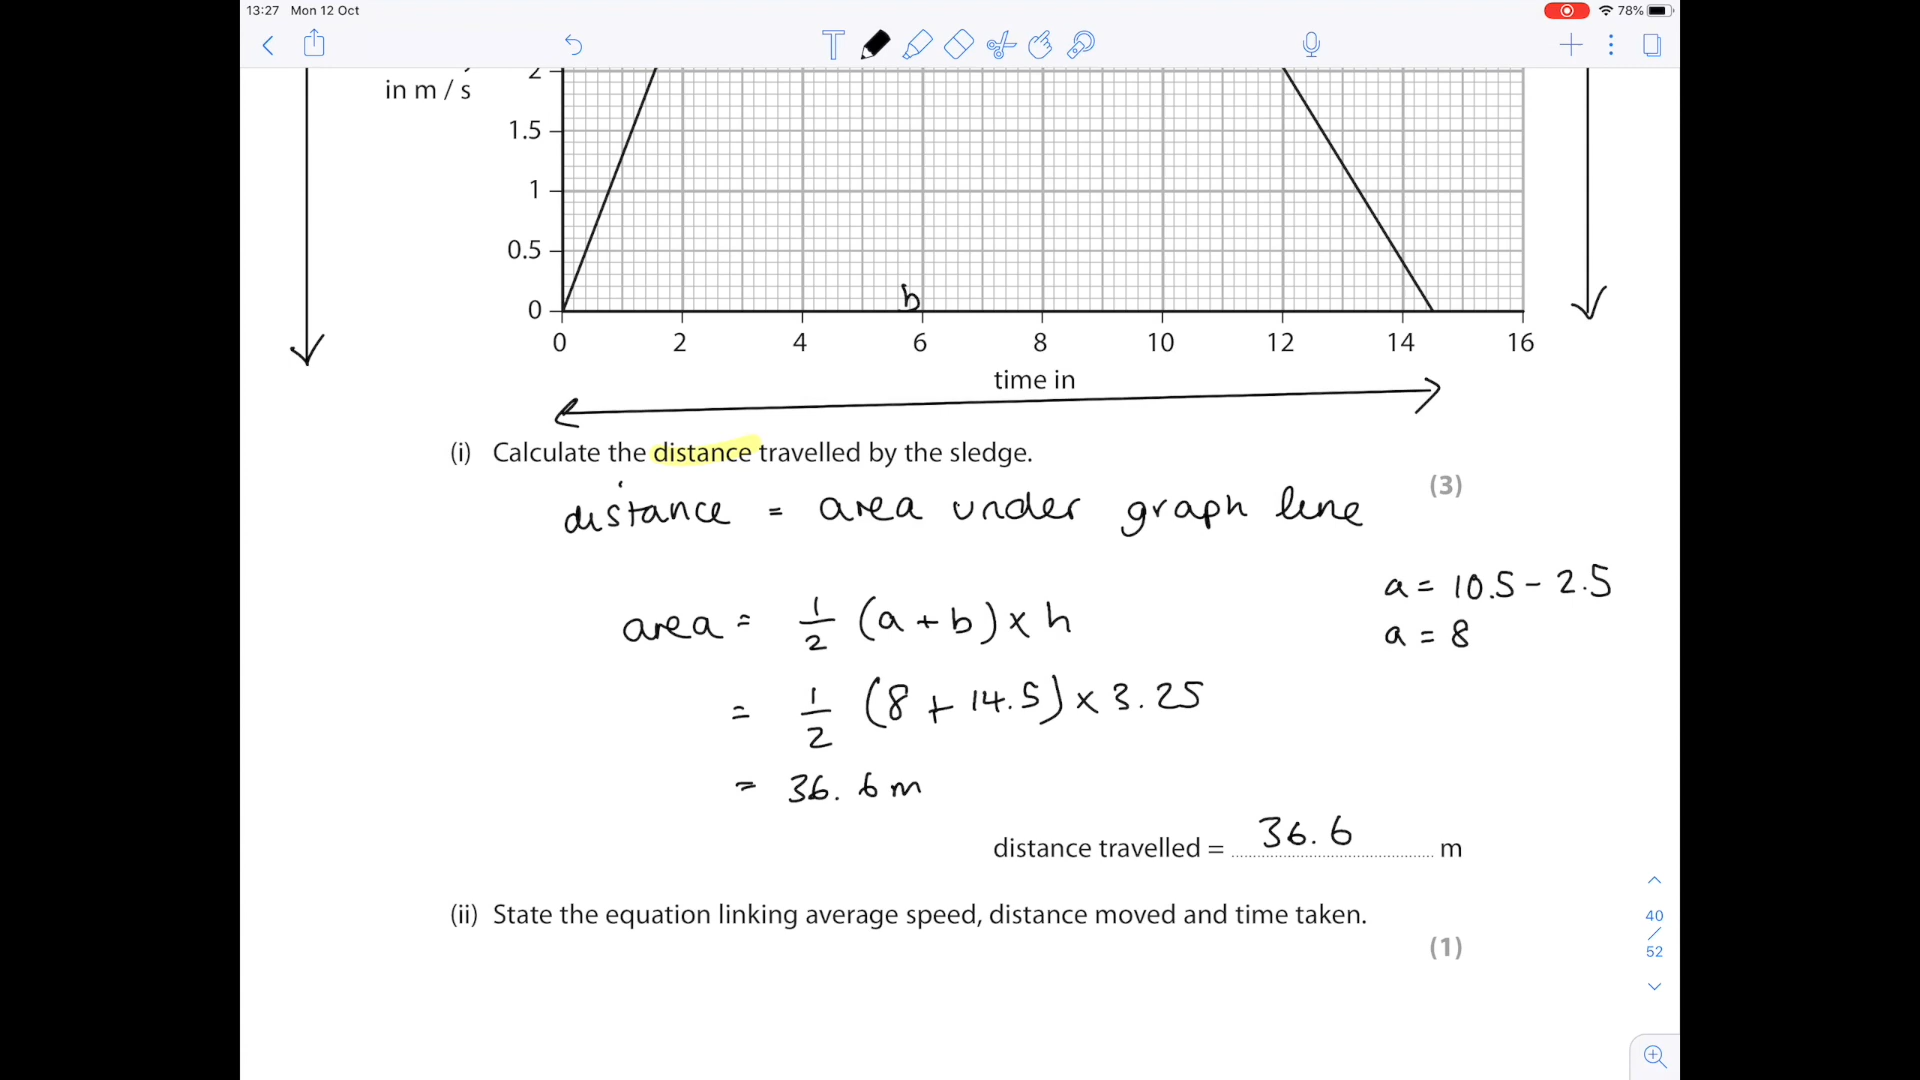 13:27 Mon 12 Oct 78%
2
in m / s
1.5
1
0.5
b
0
0 2 4 6 8 10 12 14 16
time in
(i) Calculate the distance travelled by the sledge.
(3)
distance = area under graph line
a = 10.5 - 2.5
area = 1/2 (a + b) x h
a = 8
= 1/2 (8 + 14.5) x 3.25
= 36.6 m
distance travelled = 36.6 m
(ii) State the equation linking average speed, distance moved and time taken.
(1)
40
/
52